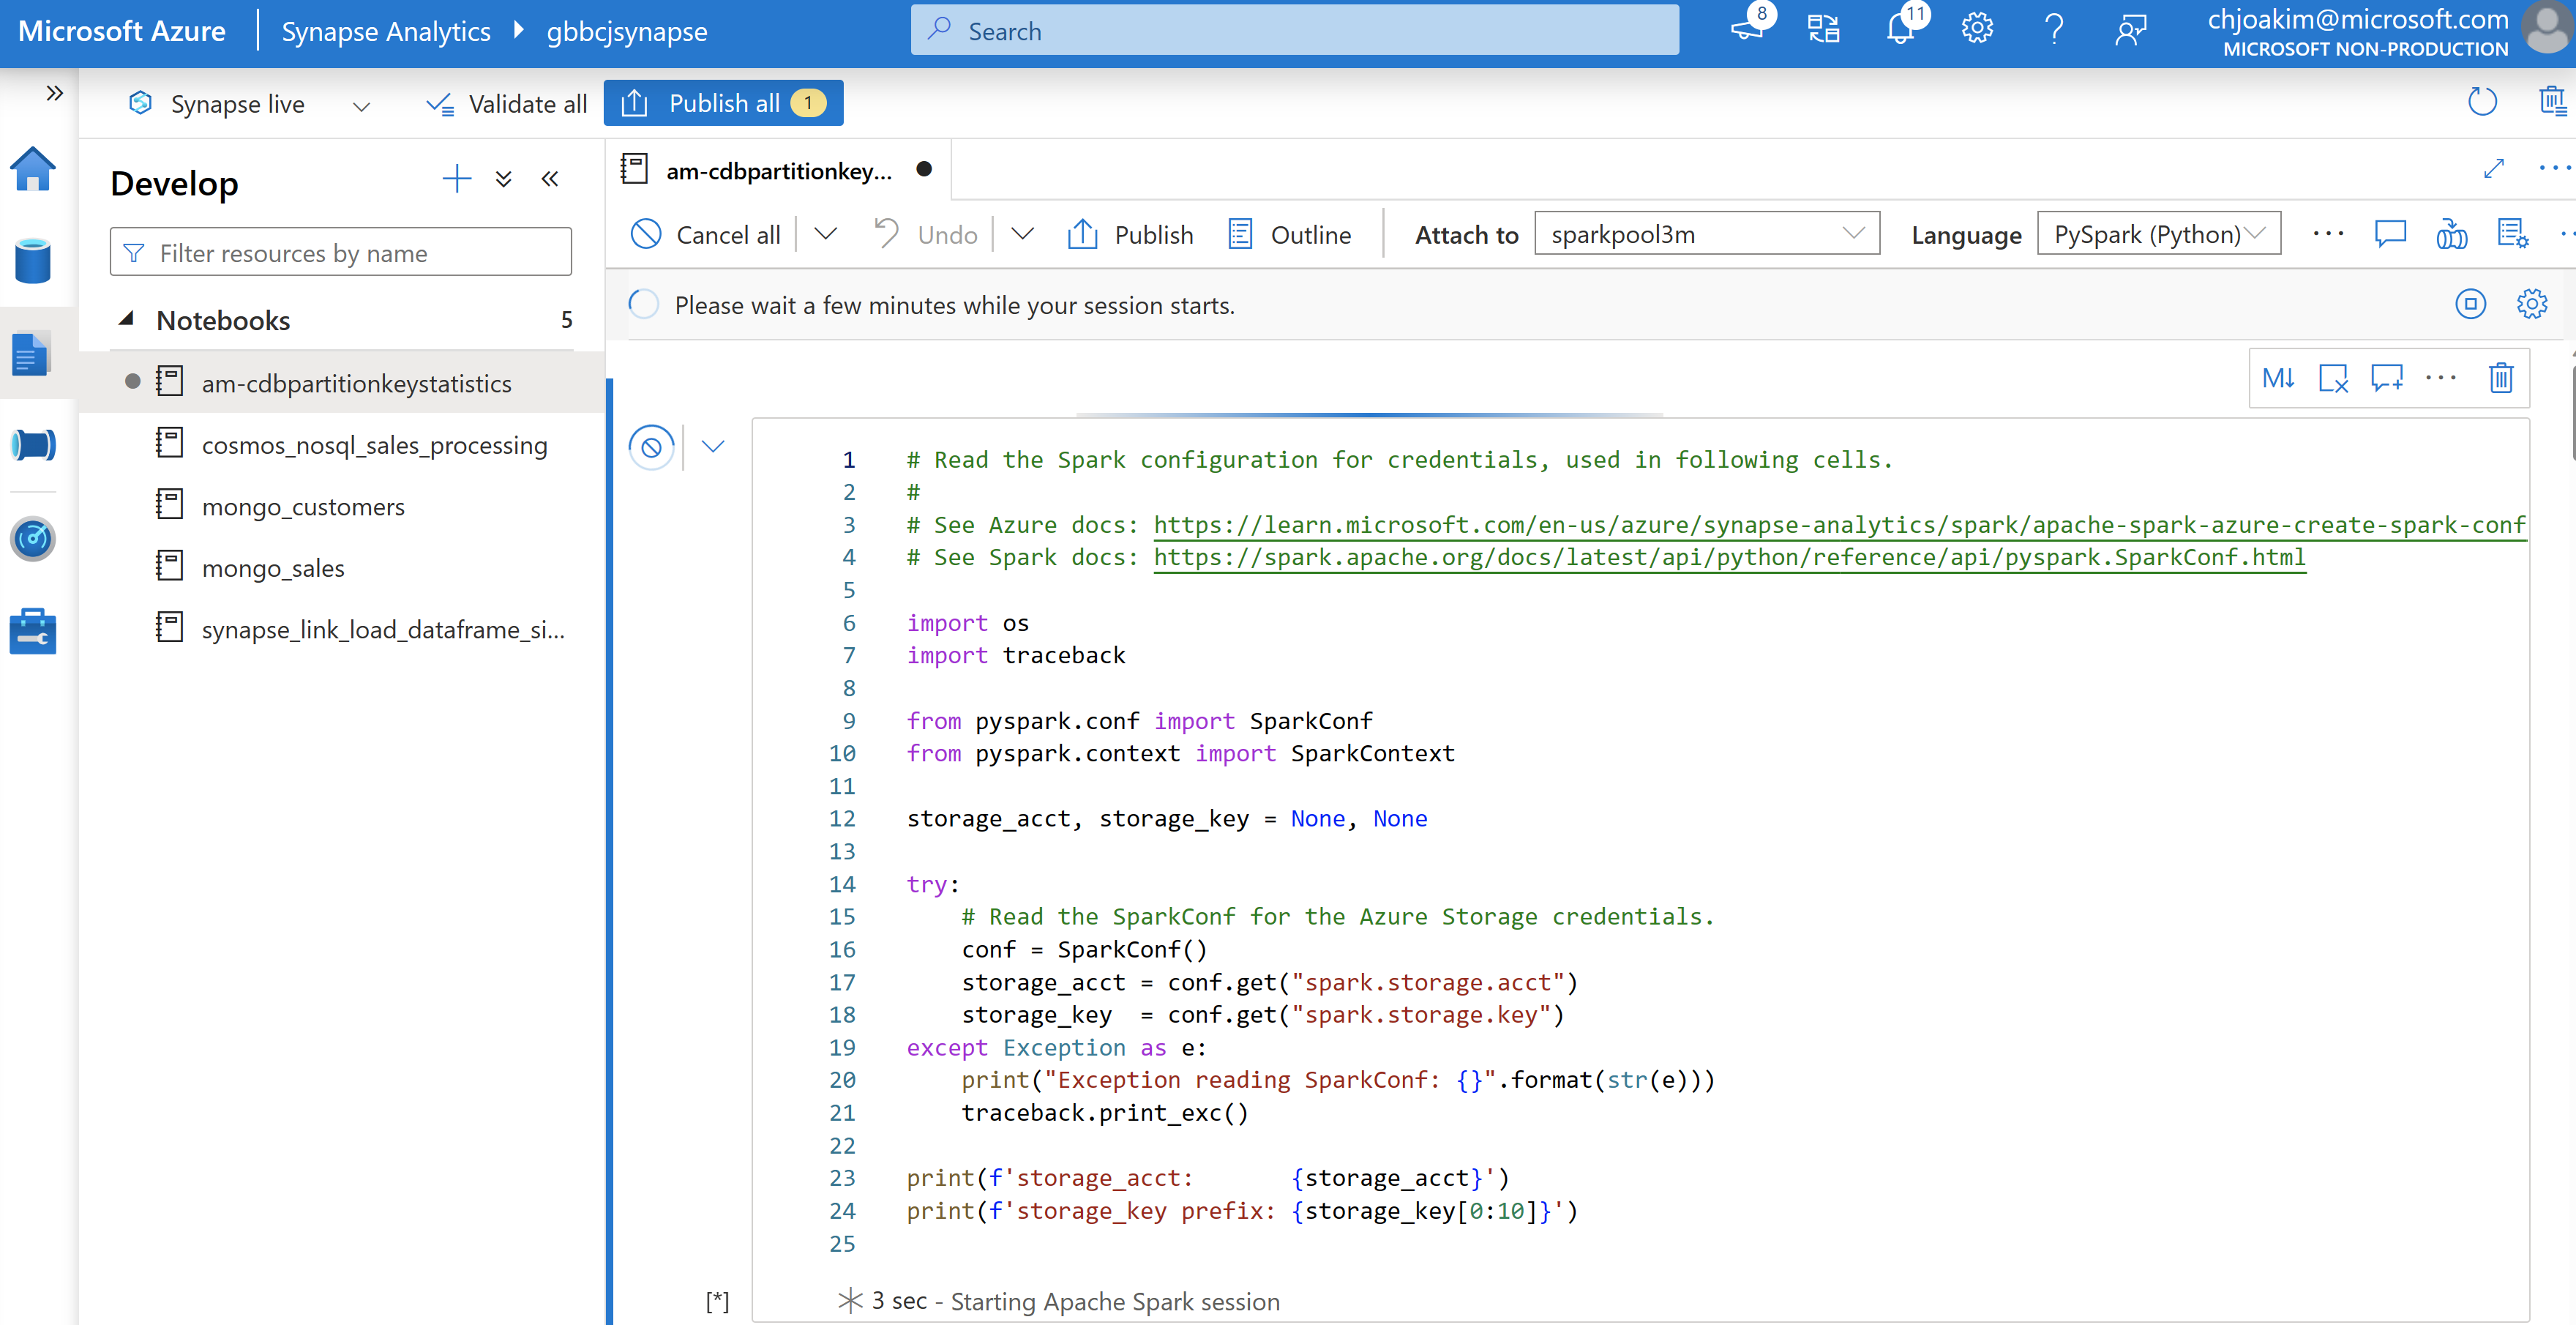 Microsoft Azure
Synapse Analytics
gbbcjsynapse
Search
8
11
chjoakim@microsoft.com
MICROSOFT NON-PRODUCTION
Synapse live
Validate all
Publish all 1
Develop
Filter resources by name
Notebooks 5
am-cdbpartitionkeystatistics
cosmos_nosql_sales_processing
mongo_customers
mongo_sales
synapse_link_load_dataframe_si...
am-cdbpartitionkey...
Cancel all
Undo
Publish
Outline
Attach to
sparkpool3m
Language
PySpark (Python)
Please wait a few minutes while your session starts.
M↓
1 # Read the Spark configuration for credentials, used in following cells.
2 #
3 # See Azure docs: https://learn.microsoft.com/en-us/azure/synapse-analytics/spark/apache-spark-azure-create-spark-conf
4 # See Spark docs: https://spark.apache.org/docs/latest/api/python/reference/api/pyspark.SparkConf.html
5
6 import os
7 import traceback
8
9 from pyspark.conf import SparkConf
10 from pyspark.context import SparkContext
11
12 storage_acct, storage_key = None, None
13
14 try:
15     # Read the SparkConf for the Azure Storage credentials.
16     conf = SparkConf()
17     storage_acct = conf.get("spark.storage.acct")
18     storage_key  = conf.get("spark.storage.key")
19 except Exception as e:
20     print("Exception reading SparkConf: {}".format(str(e)))
21     traceback.print_exc()
22
23 print(f'storage_acct:       {storage_acct}')
24 print(f'storage_key prefix: {storage_key[0:10]}')
25
[*]
3 sec - Starting Apache Spark session